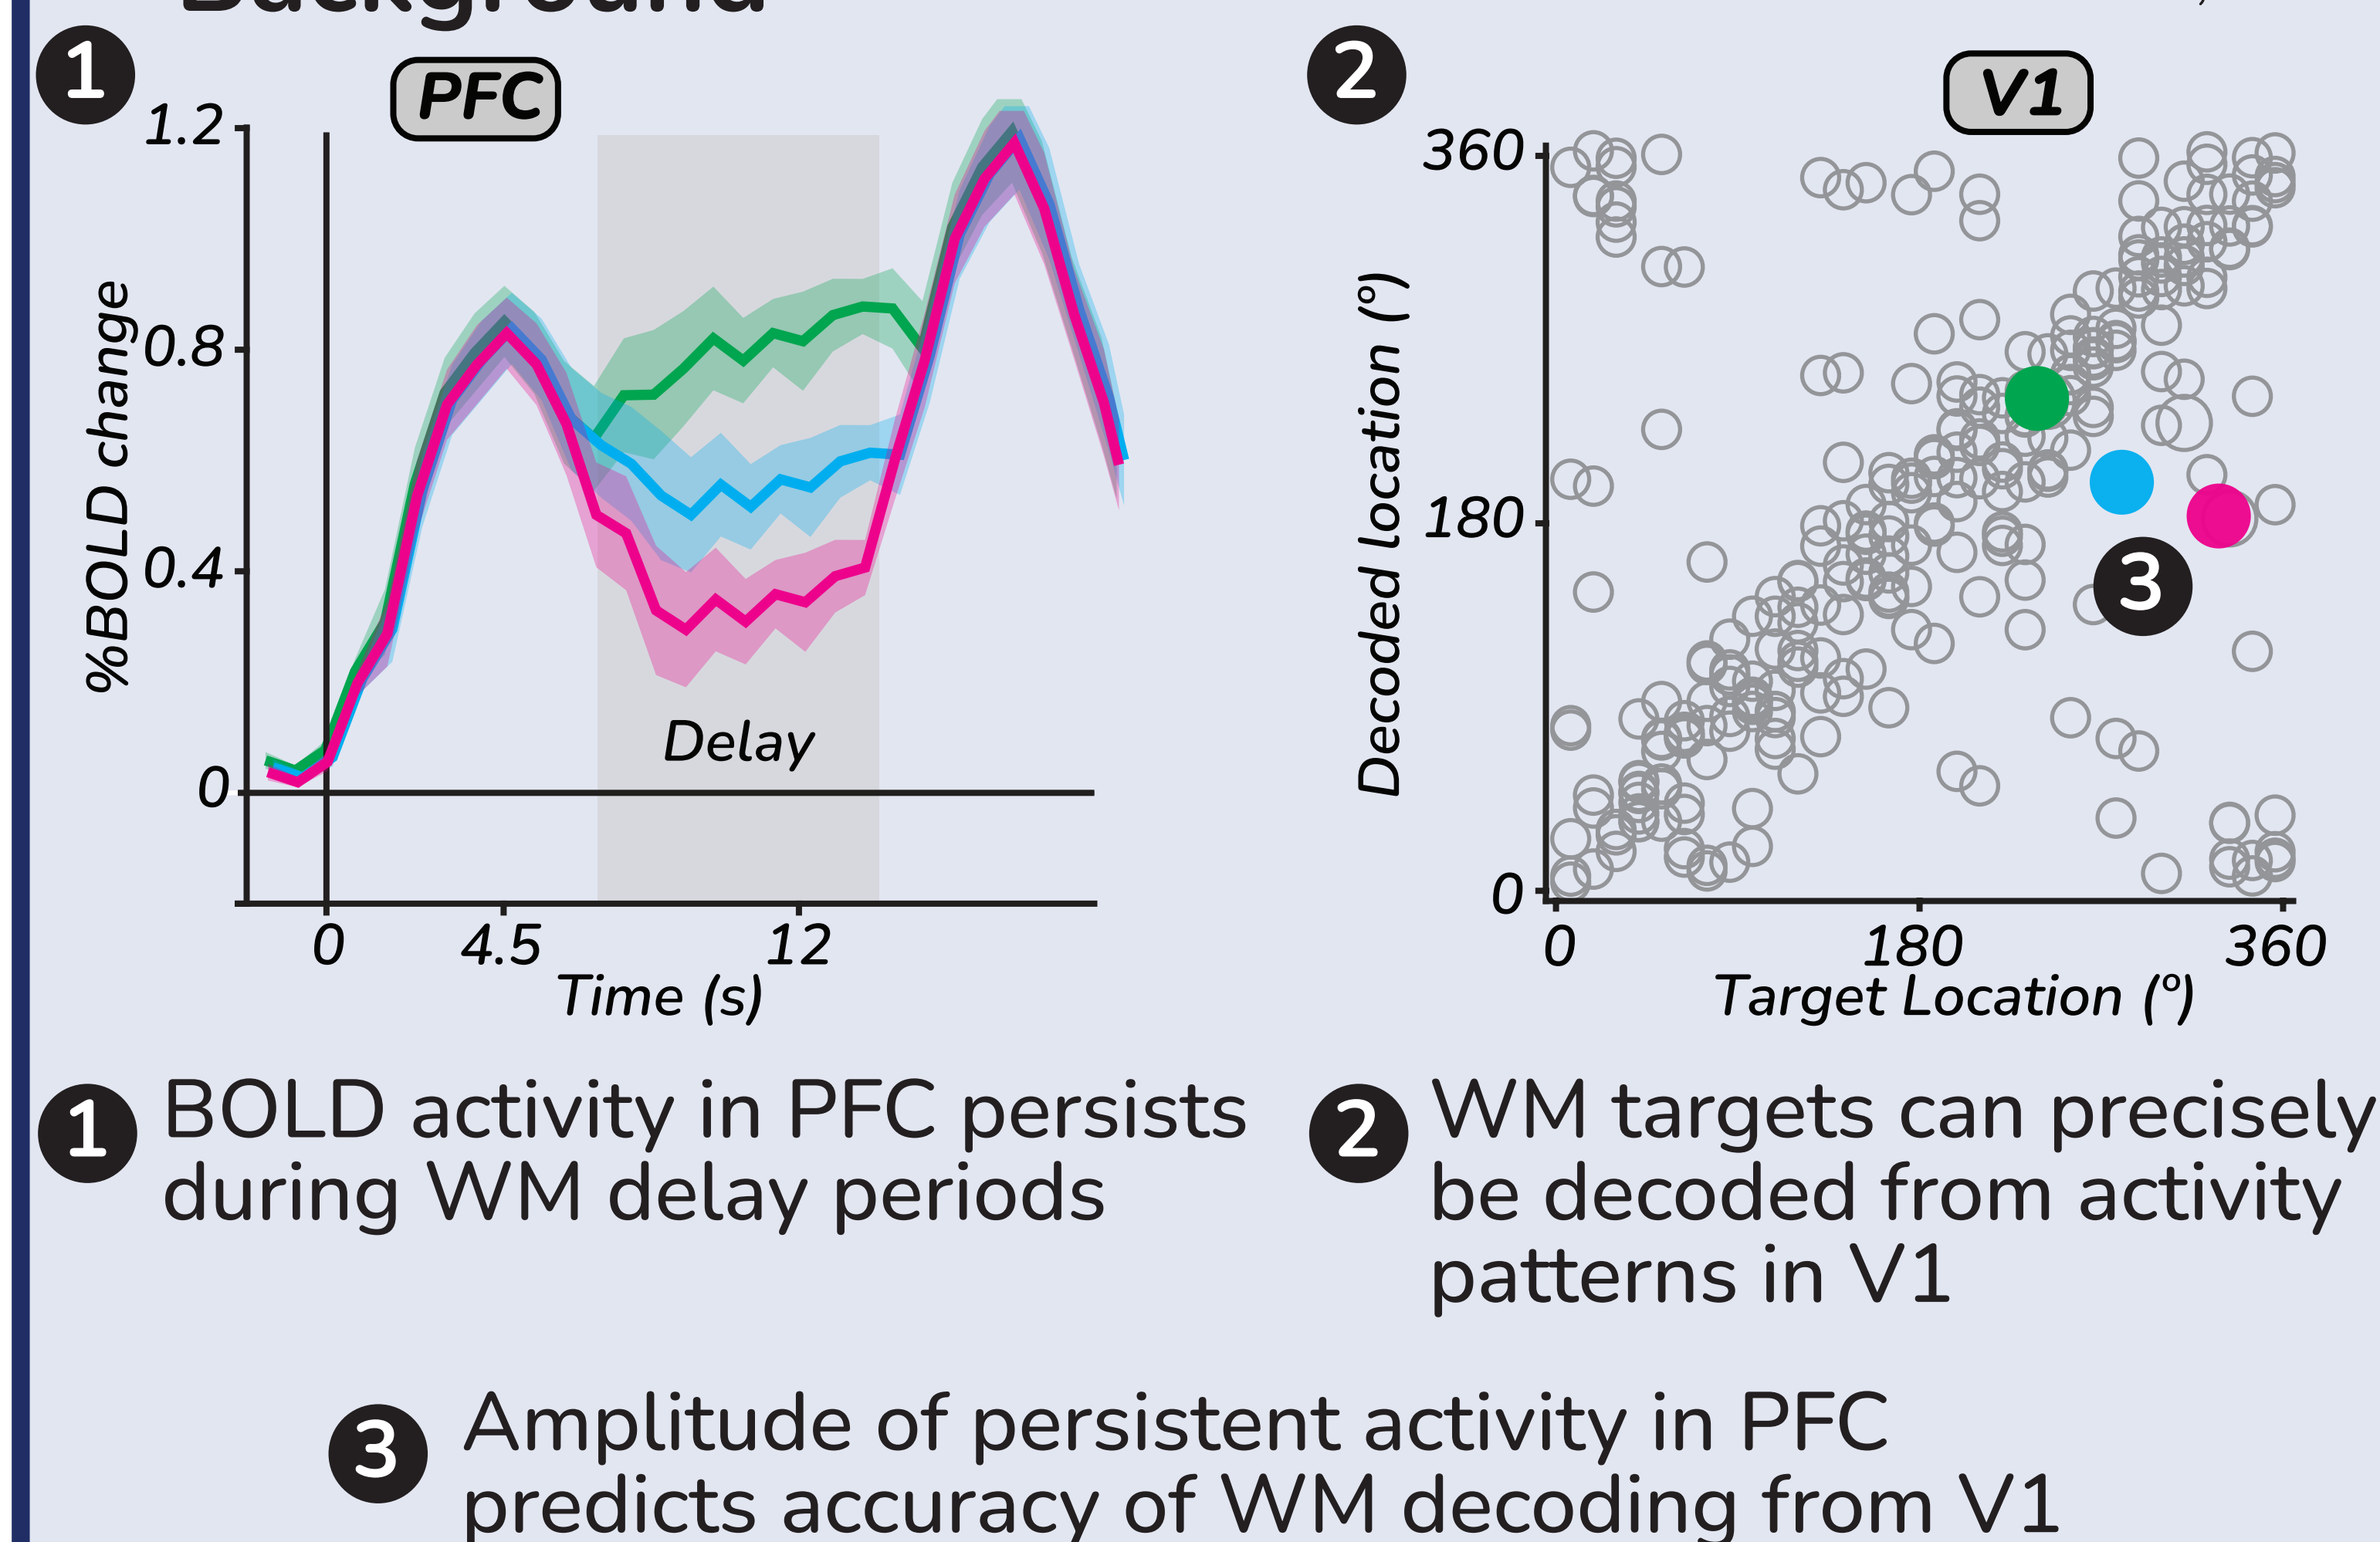 Background
1
PFC
1.2
0.8
0.4
0
%BOLD change
Delay
0
4.5
12
Time (s)
2
V1
360
180
0
Decoded location (º)
3
0
180
360
Target Location (º)
1 BOLD activity in PFC persists
during WM delay periods
2 WM targets can precisely
be decoded from activity
patterns in V1
3 Amplitude of persistent activity in PFC
predicts accuracy of WM decoding from V1